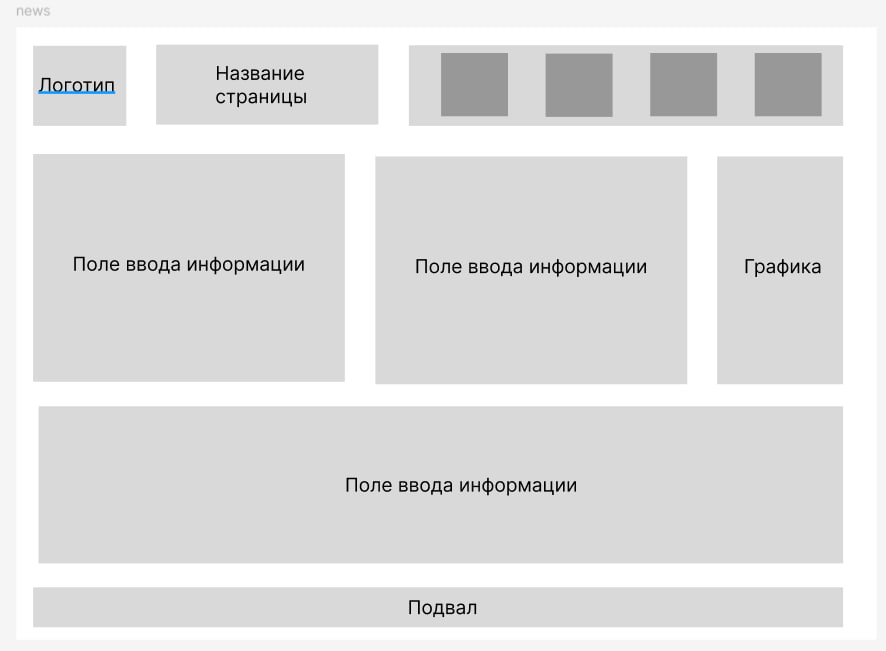 news
Логотип
Название
страницы
Поле ввода информации
Поле ввода информации
Графика
Поле ввода информации
Подвал